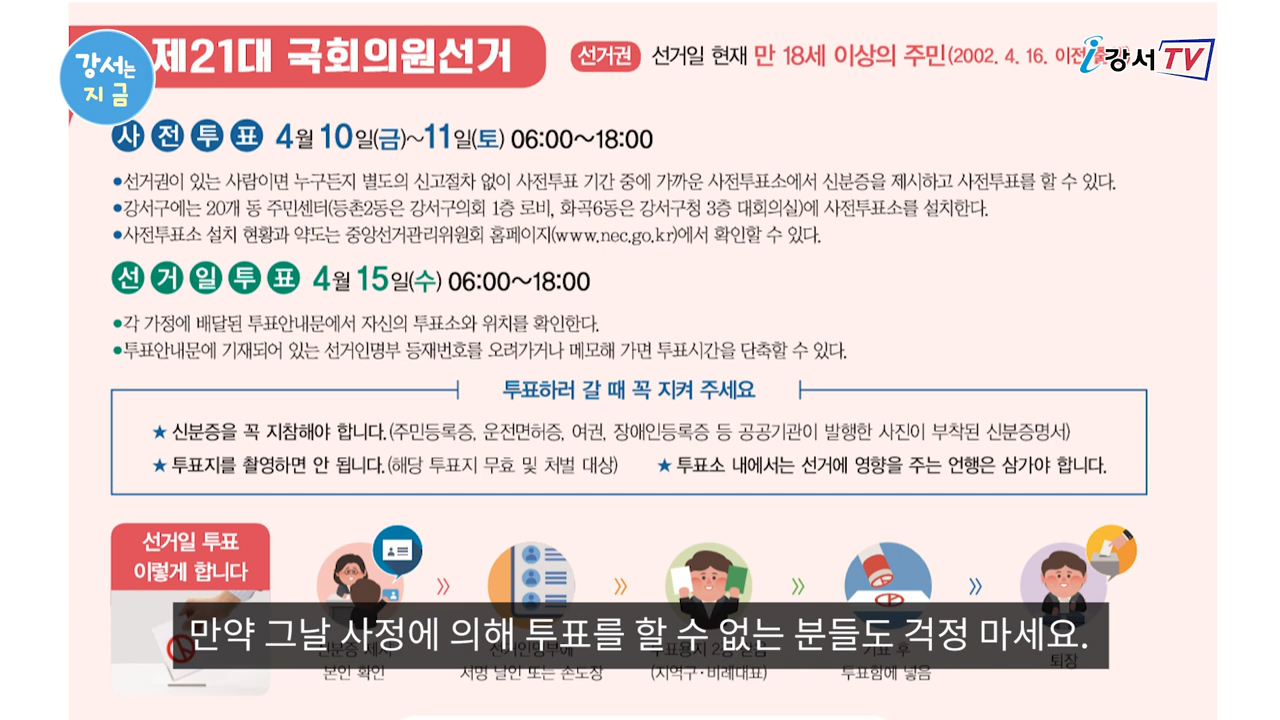 강서는
지금
제21대 국회의원선거
선거권 선거일 현재 만 18세 이상의 주민(2002. 4. 16. 이전
i강서TV
사전투표 4월 10일(금)~11일(토) 06:00~18:00
●선거권이 있는 사람이면 누구든지 별도의 신고절차 없이 사전투표 기간 중에 가까운 사전투표소에서 신분증을 제시하고 사전투표를 할 수 있다.
●강서구에는 20개 동 주민센터(등촌2동은 강서구의회 1층 로비, 화곡6동은 강서구청 3층 대회의실)에 사전투표소를 설치한다.
●사전투표소 설치 현황과 약도는 중앙선거관리위원회 홈페이지(www.nec.go.kr)에서 확인할 수 있다.
선거일투표 4월 15일(수) 06:00~18:00
●각 가정에 배달된 투표안내문에서 자신의 투표소와 위치를 확인한다.
●투표안내문에 기재되어 있는 선거인명부 등재번호를 오려가거나 메모해 가면 투표시간을 단축할 수 있다.
투표하러 갈 때 꼭 지켜 주세요
★ 신분증을 꼭 지참해야 합니다.(주민등록증, 운전면허증, 여권, 장애인등록증 등 공공기관이 발행한 사진이 부착된 신분증명서)
★ 투표지를 촬영하면 안 됩니다.(해당 투표지 무효 및 처벌 대상) ★ 투표소 내에서는 선거에 영향을 주는 언행은 삼가야 합니다.
선거일 투표
이렇게 합니다
만약 그날 사정에 의해 투표를 할 수 없는 분들도 걱정 마세요.
퇴장
본인 확인 서명 날인 또는 손도장 (지역구·비례대표) 투표함에 넣음